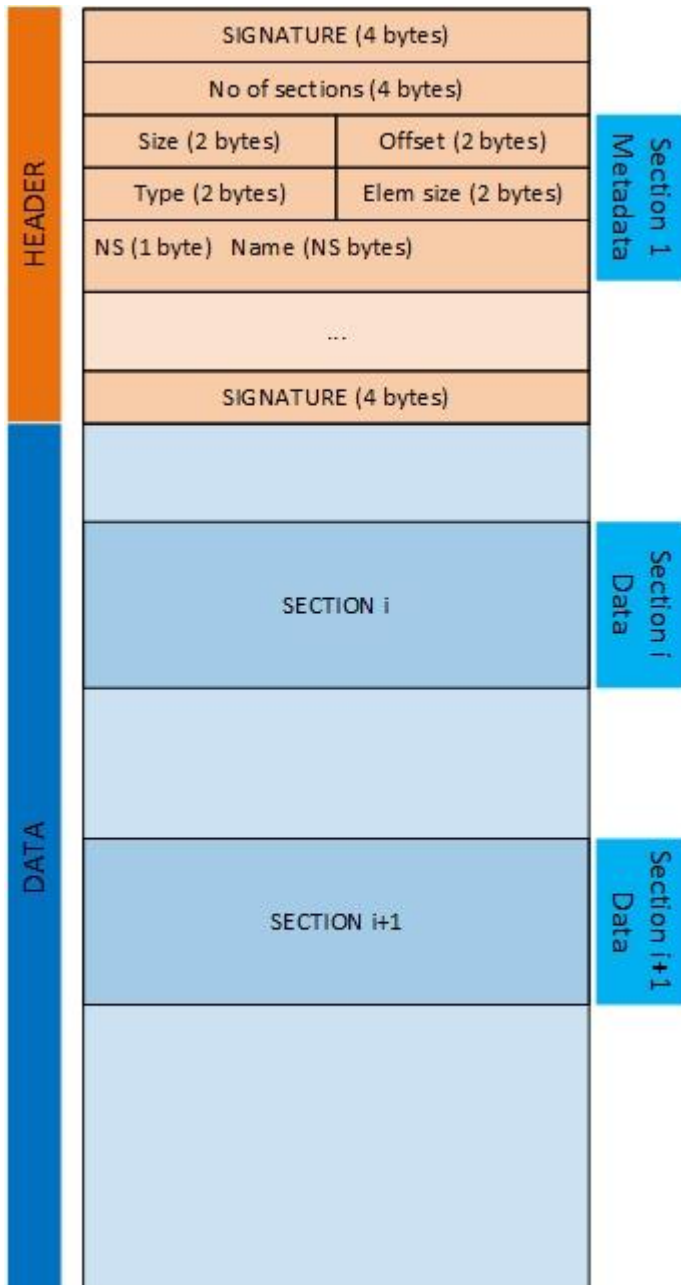 HEADER
SIGNATURE (4 bytes)
No of sections (4 bytes)
Size (2 bytes) Offset (2 bytes)
Type (2 bytes) Elem size (2 bytes)
NS (1 byte) Name (NS bytes)
...
SIGNATURE (4 bytes)
Section 1
Metadata
DATA
SECTION i
Section i
Data
SECTION i+1
Section i+1
Data